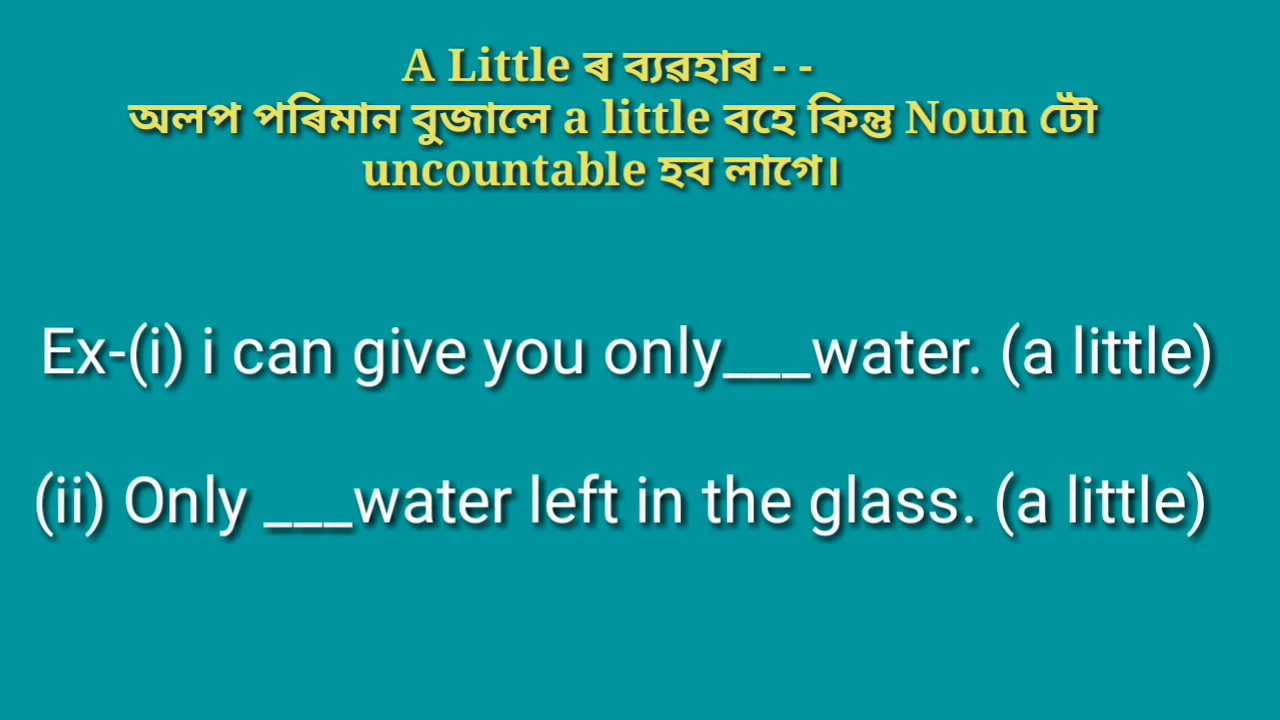 A Little ৰ ব্যৱহাৰ - -
অলপ পৰিমান বুজালে a little বহে কিন্তু Noun টোঁ
uncountable হব লাগে।
Ex-(i) i can give you only___water. (a little)
(ii) Only ___water left in the glass. (a little)